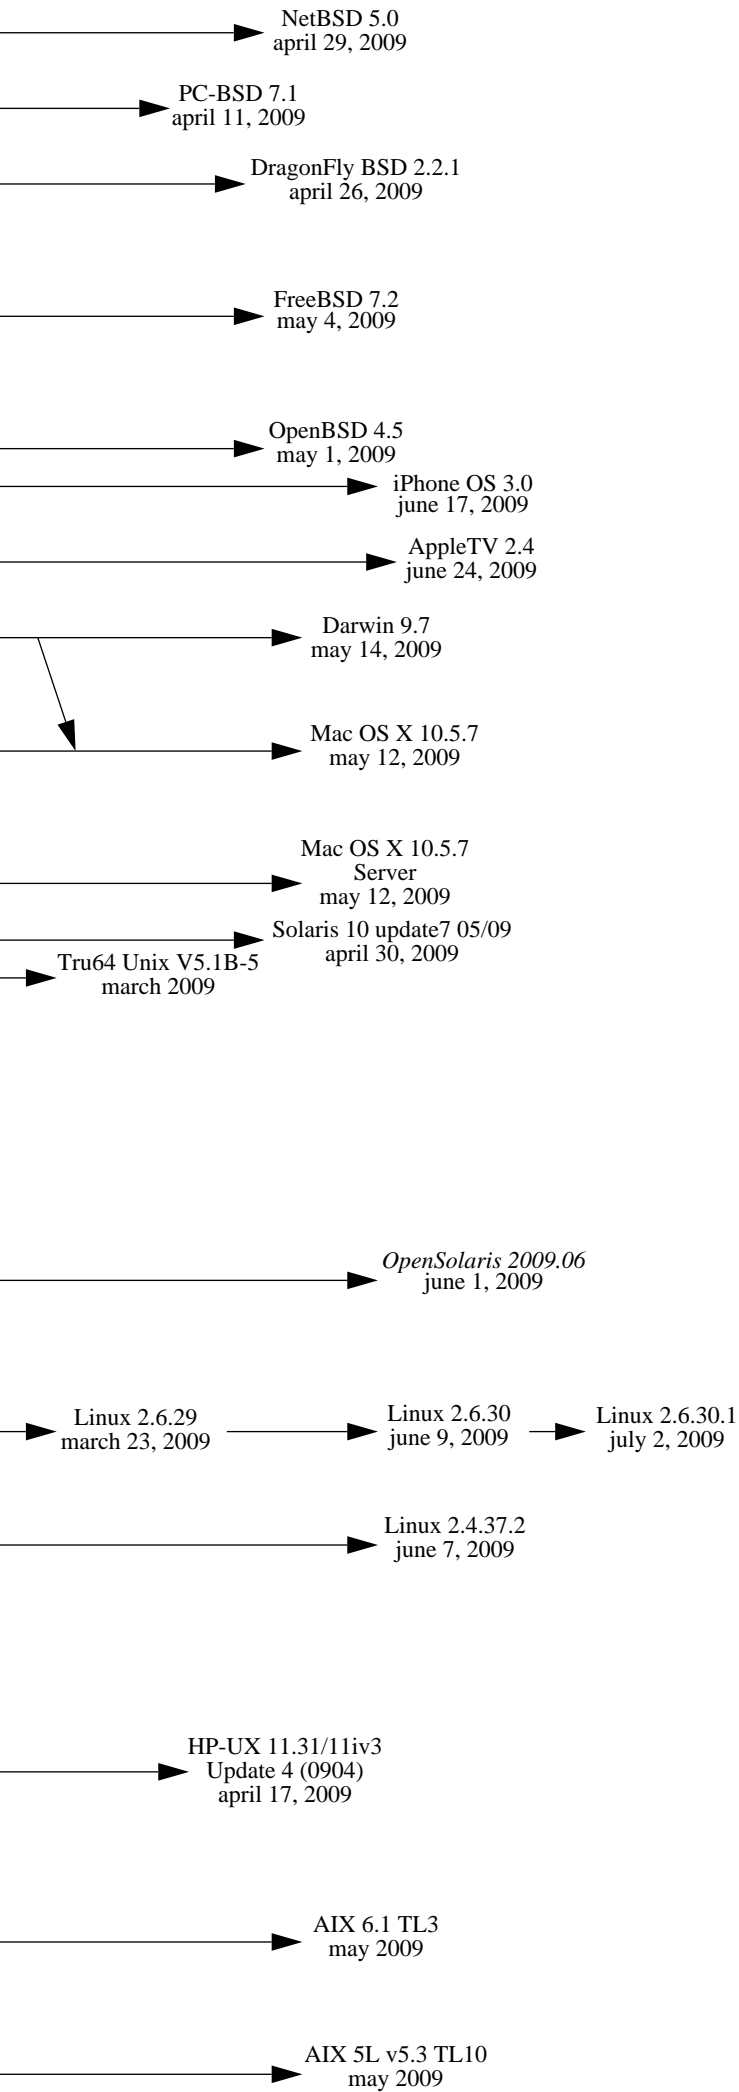 NetBSD 5.0
april 29, 2009
PC-BSD 7.1
april 11, 2009
DragonFly BSD 2.2.1
april 26, 2009
FreeBSD 7.2
may 4, 2009
OpenBSD 4.5
may 1, 2009
iPhone OS 3.0
june 17, 2009
AppleTV 2.4
june 24, 2009
Darwin 9.7
may 14, 2009
Mac OS X 10.5.7
may 12, 2009
Mac OS X 10.5.7
Server
may 12, 2009
Solaris 10 update7 05/09
april 30, 2009
Tru64 Unix V5.1B-5
march 2009
OpenSolaris 2009.06
june 1, 2009
Linux 2.6.29
march 23, 2009
Linux 2.6.30
june 9, 2009
Linux 2.6.30.1
july 2, 2009
Linux 2.4.37.2
june 7, 2009
HP-UX 11.31/11iv3
Update 4 (0904)
april 17, 2009
AIX 6.1 TL3
may 2009
AIX 5L v5.3 TL10
may 2009